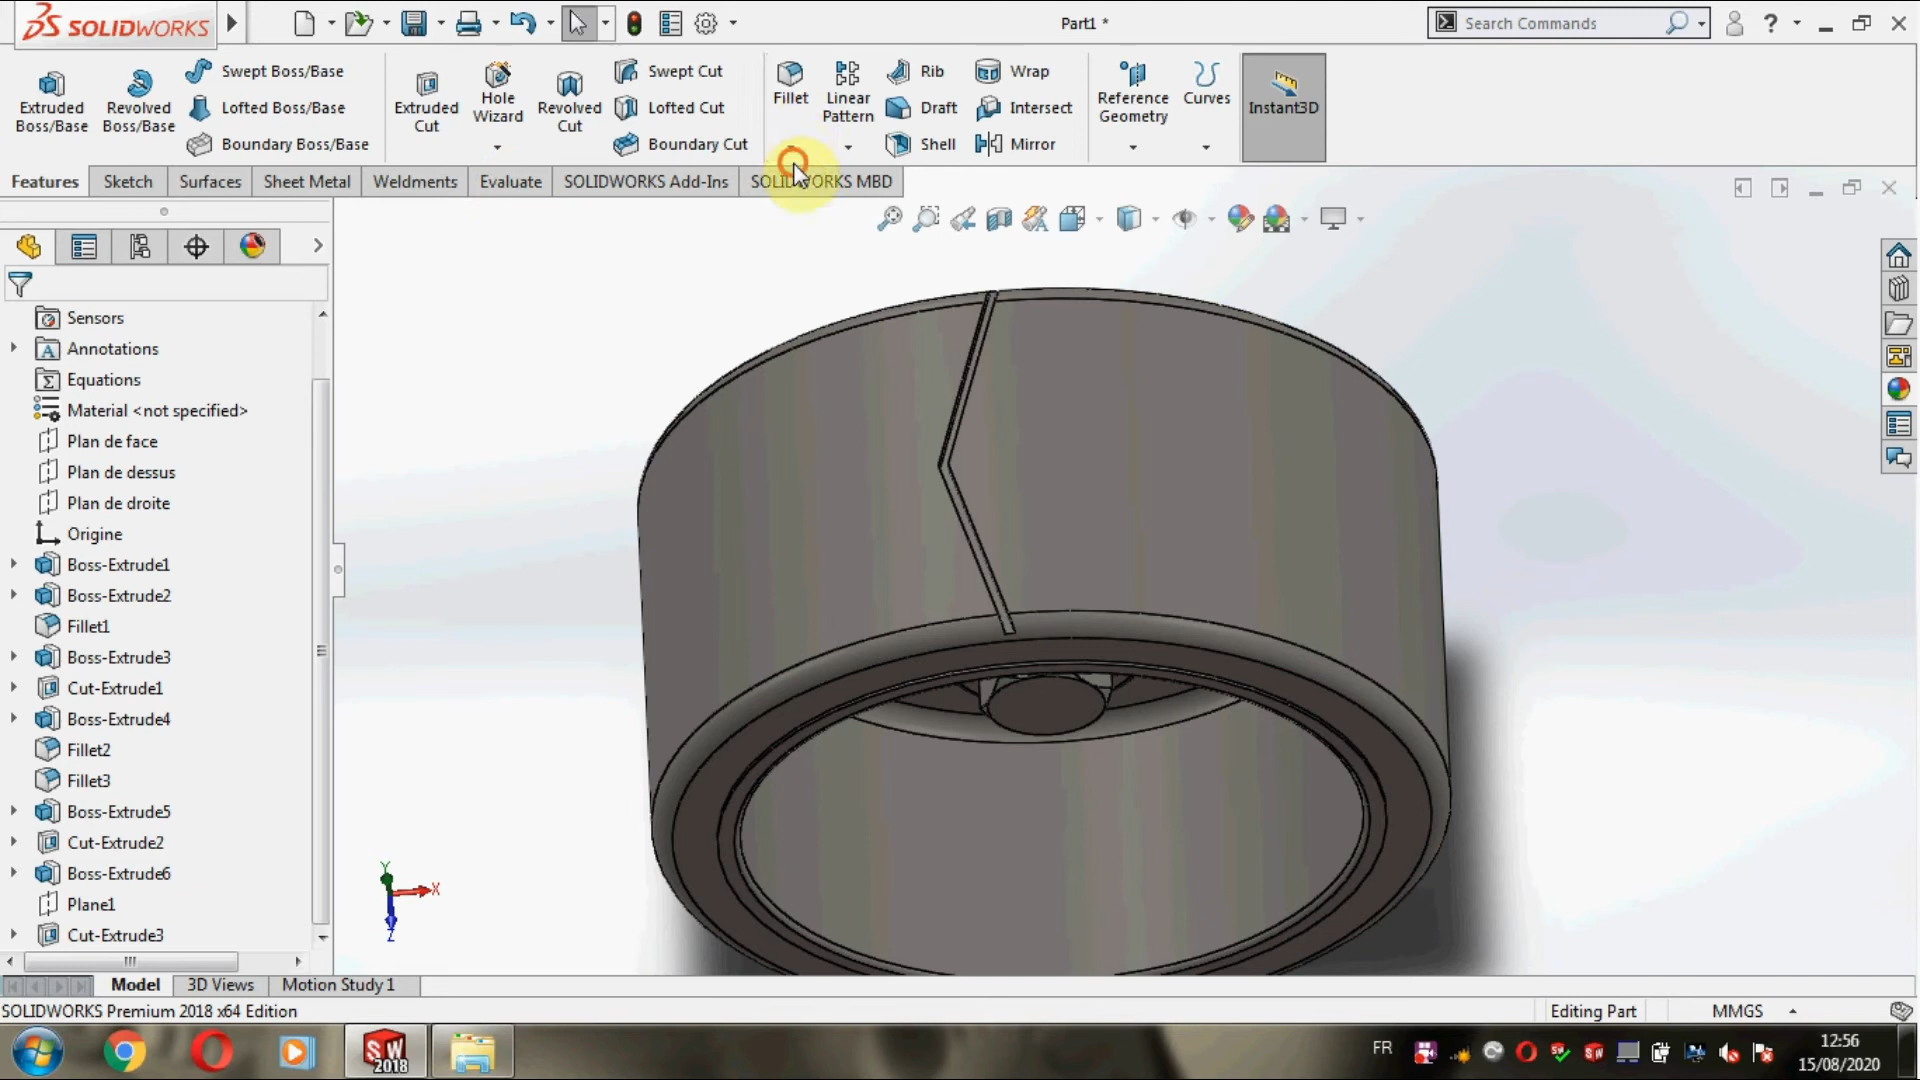 SOLIDWORKS
Part1 *
Search Commands
Extruded Boss/Base
Revolved Boss/Base
Swept Boss/Base
Lofted Boss/Base
Boundary Boss/Base
Extruded Cut
Hole Wizard
Revolved Cut
Swept Cut
Lofted Cut
Boundary Cut
Fillet
Linear Pattern
Rib
Draft
Shell
Wrap
Intersect
Mirror
Reference Geometry
Curves
Instant3D
Features
Sketch
Surfaces
Sheet Metal
Weldments
Evaluate
SOLIDWORKS Add-Ins
SOLIDWORKS MBD
Sensors
Annotations
Equations
Material <not specified>
Plan de face
Plan de dessus
Plan de droite
Origine
Boss-Extrude1
Boss-Extrude2
Fillet1
Boss-Extrude3
Cut-Extrude1
Boss-Extrude4
Fillet2
Fillet3
Boss-Extrude5
Cut-Extrude2
Boss-Extrude6
Plane1
Cut-Extrude3
Y
X
Z
Model
3D Views
Motion Study 1
SOLIDWORKS Premium 2018 x64 Edition
Editing Part
MMGS
SW
2018
FR
12:56
15/08/2020